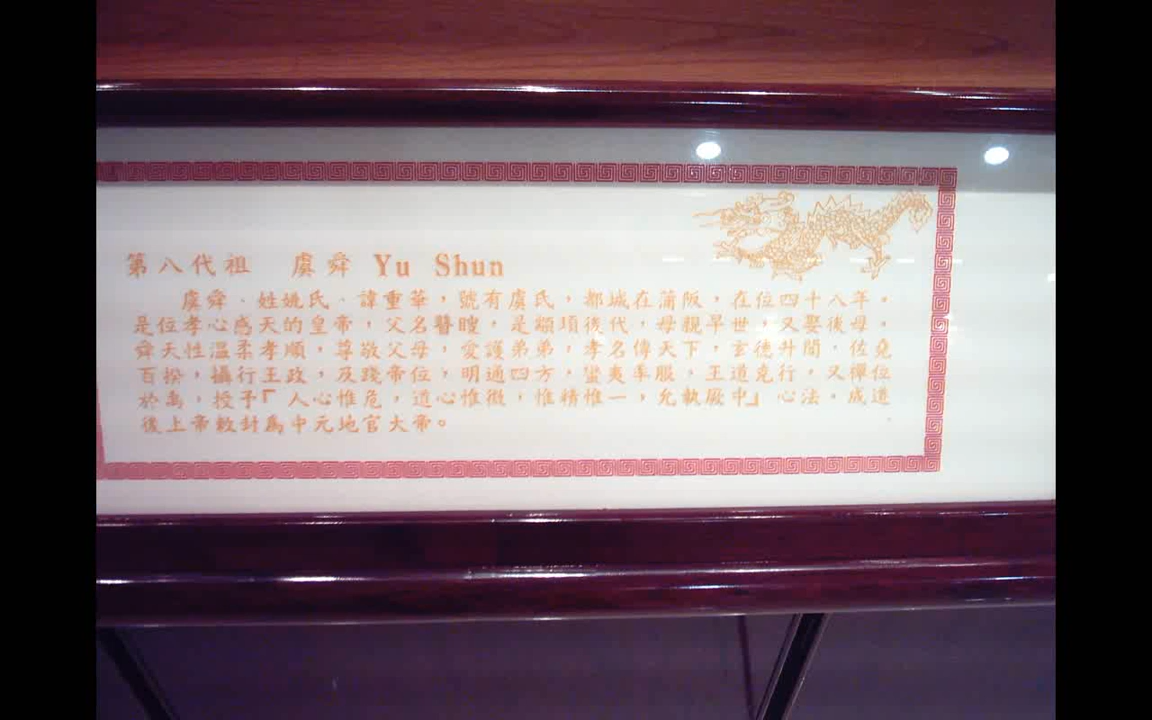 第八代祖 虞舜 Yu Shun
虞舜,姓姚氏,諱重華,號有虞氏,都城在蒲阪,在位四十八年。
是位孝心感天的皇帝,父名瞽瞍,是顓頊後代,母親早世,又娶後母。
舜天性溫柔孝順,尊敬父母,愛護弟弟,孝名傳天下,玄德升聞,佐堯
百揆,攝行王政,及踐帝位,明通四方,蠻夷率服,王道克行,又禪位
於禹,授予『人心惟危,道心惟微,惟精惟一,允執厥中』心法,成道
後上帝敕封為中元地官大帝。